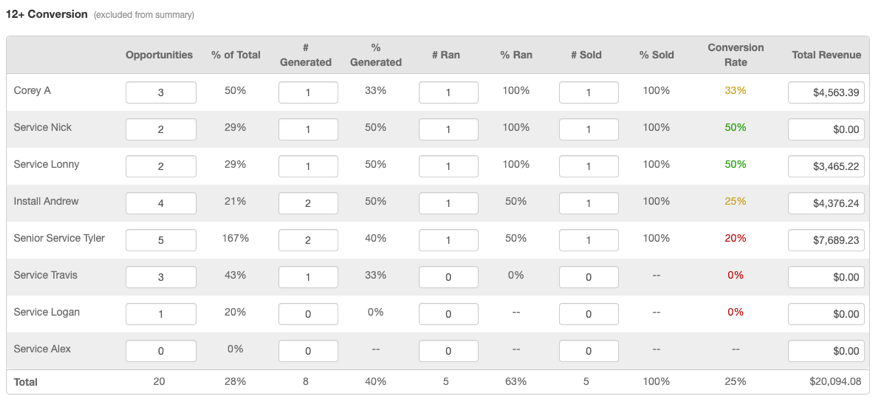 12+ Conversion (excluded from summary)
Opportunities % of Total # Generated % Generated # Ran % Ran # Sold % Sold Conversion Rate Total Revenue
Corey A 3 50% 1 33% 1 100% 1 100% 33% $4,563.39
Service Nick 2 29% 1 50% 1 100% 1 100% 50% $0.00
Service Lonny 2 29% 1 50% 1 100% 1 100% 50% $3,465.22
Install Andrew 4 21% 2 50% 1 50% 1 100% 25% $4,376.24
Senior Service Tyler 5 167% 2 40% 1 50% 1 100% 20% $7,689.23
Service Travis 3 43% 1 33% 0 0% 0 -- 0% $0.00
Service Logan 1 20% 0 0% 0 -- 0 -- 0% $0.00
Service Alex 0 0% 0 -- 0 -- 0 -- -- $0.00
Total 20 28% 8 40% 5 63% 5 100% 25% $20,094.08